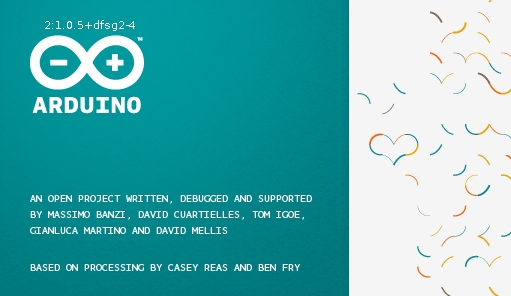 2:1.0.5+dfsg2-4
ARDUINO
AN OPEN PROJECT WRITTEN, DEBUGGED AND SUPPORTED
BY MASSIMO BANZI, DAVID CUARTIELLES, TOM IGOE,
GIANLUCA MARTINO AND DAVID MELLIS
BASED ON PROCESSING BY CASEY REAS AND BEN FRY